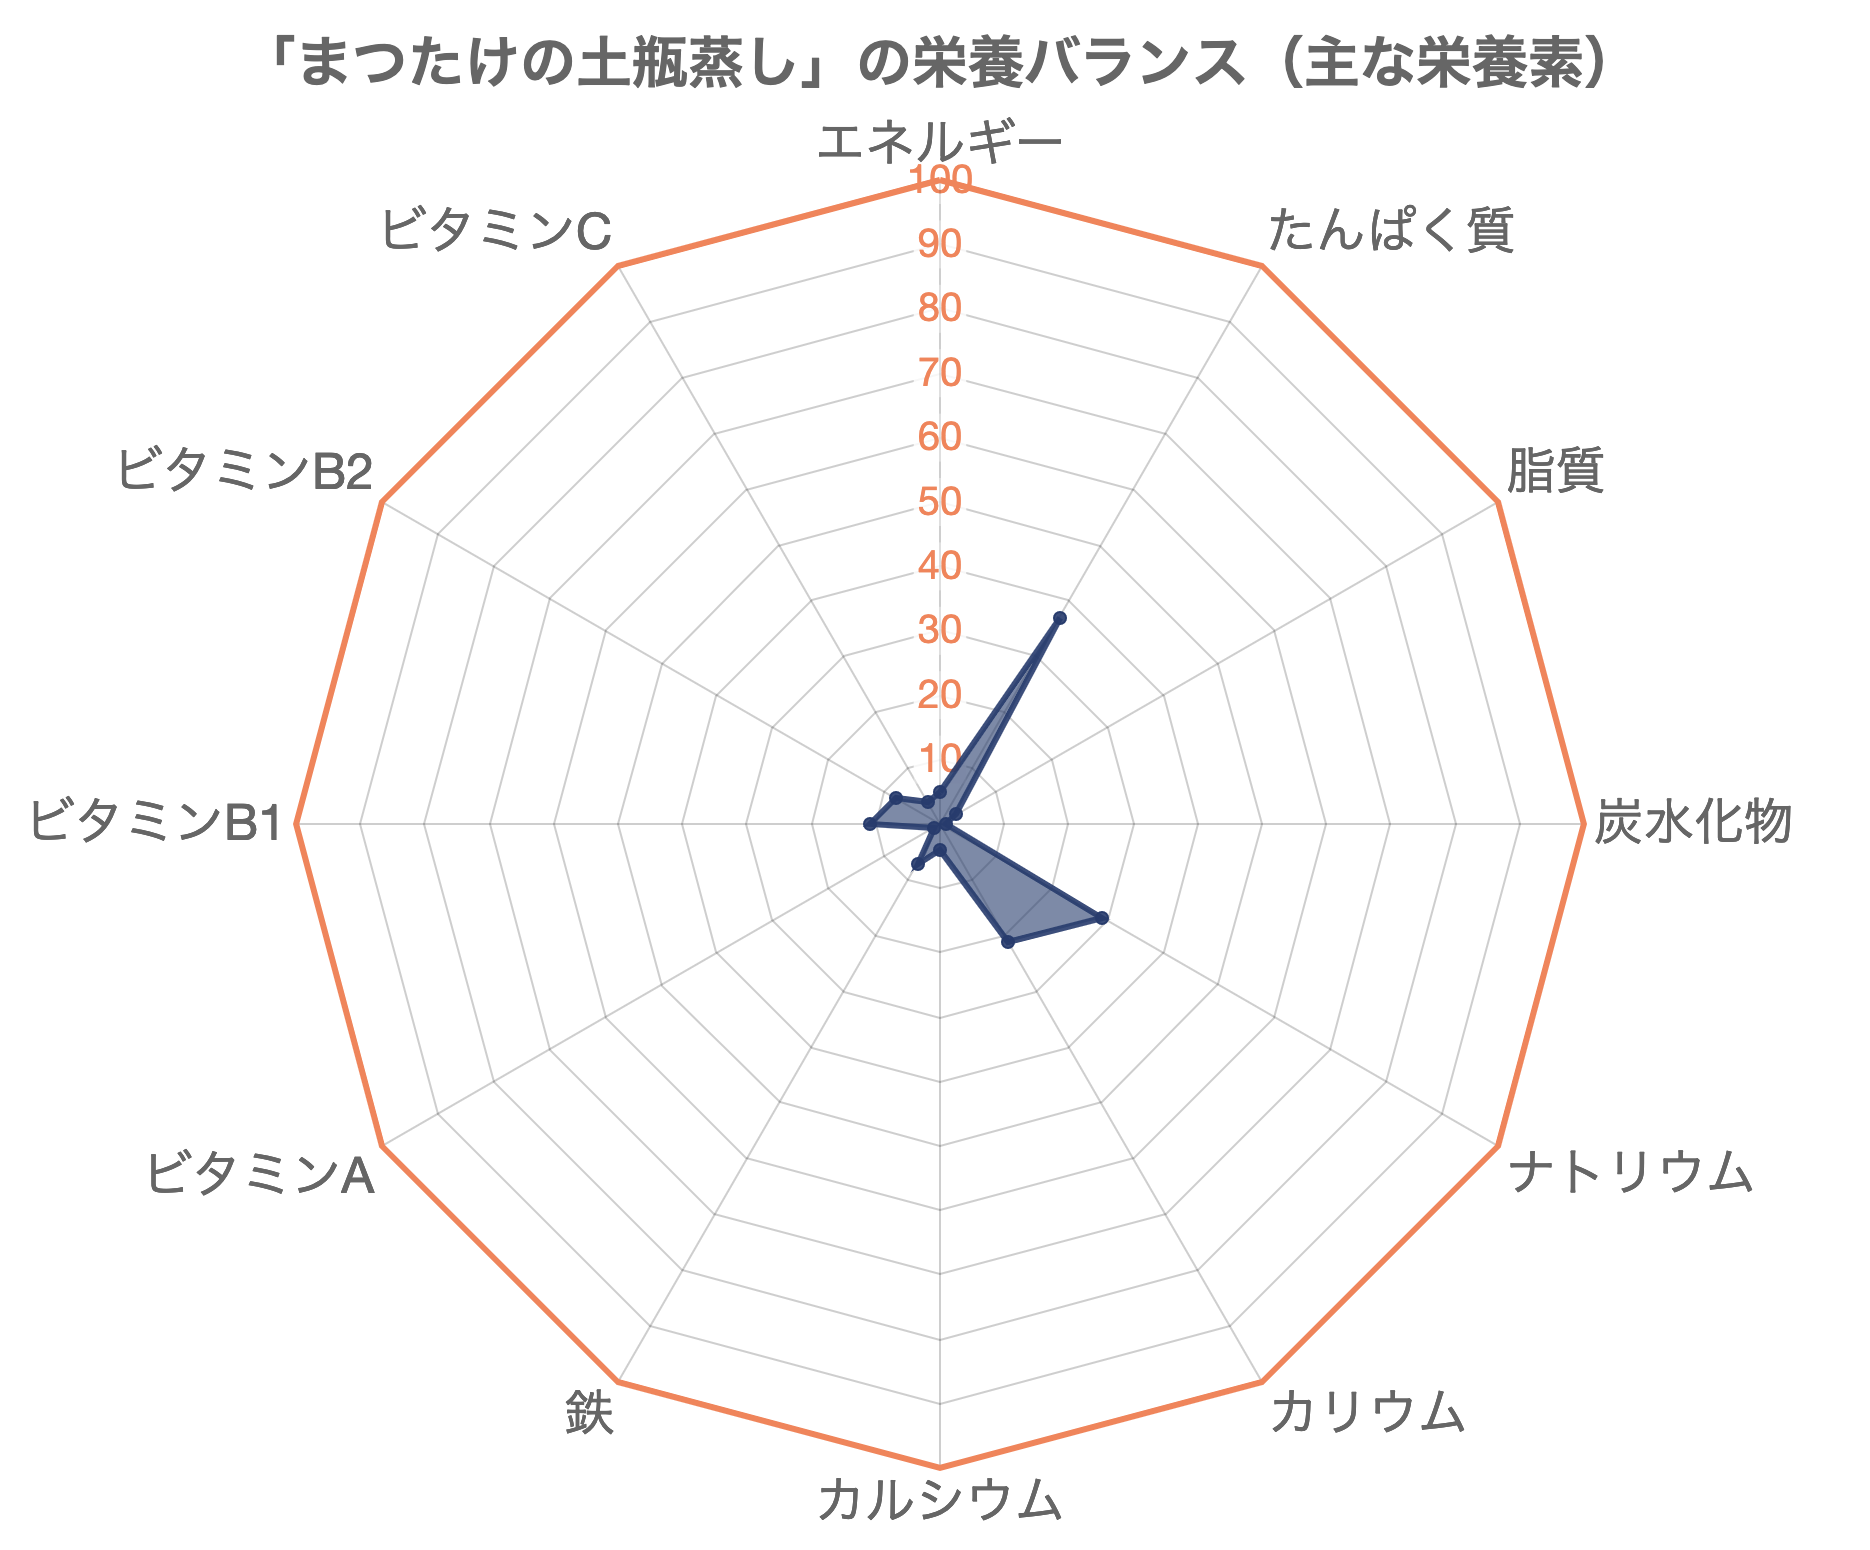 「まつたけの土瓶蒸し」の栄養バランス（主な栄養素）
エネルギー
100
90
80
70
60
50
40
30
20
10
たんぱく質
脂質
炭水化物
ナトリウム
カリウム
カルシウム
鉄
ビタミンA
ビタミンB1
ビタミンB2
ビタミンC